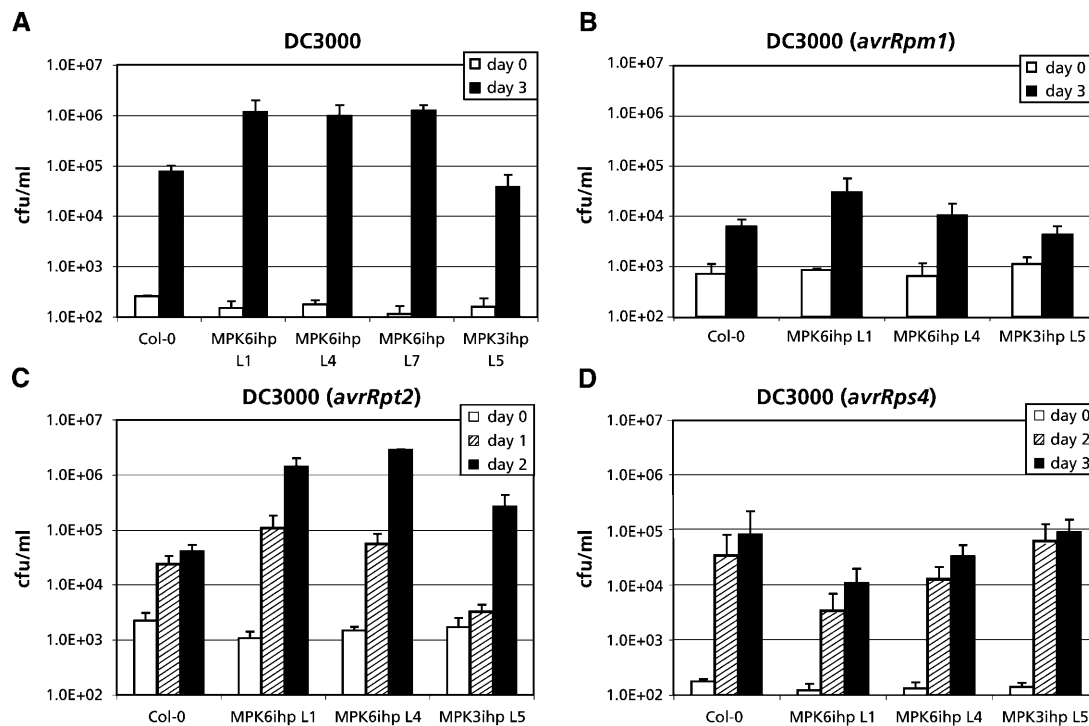 A
DC3000
day 0
day 3
1.0E+07
1.0E+06
1.0E+05
1.0E+04
1.0E+03
1.0E+02
cfu/ml
Col-0
MPK6ihp L1
MPK6ihp L4
MPK6ihp L7
MPK3ihp L5
B
DC3000 (avrRpm1)
day 0
day 3
1.0E+07
1.0E+06
1.0E+05
1.0E+04
1.0E+03
1.0E+02
cfu/ml
Col-0
MPK6ihp L1
MPK6ihp L4
MPK3ihp L5
C
DC3000 (avrRpt2)
day 0
day 1
day 2
1.0E+07
1.0E+06
1.0E+05
1.0E+04
1.0E+03
1.0E+02
cfu/ml
Col-0
MPK6ihp L1
MPK6ihp L4
MPK3ihp L5
D
DC3000 (avrRps4)
day 0
day 2
day 3
1.0E+07
1.0E+06
1.0E+05
1.0E+04
1.0E+03
1.0E+02
cfu/ml
Col-0
MPK6ihp L1
MPK6ihp L4
MPK3ihp L5